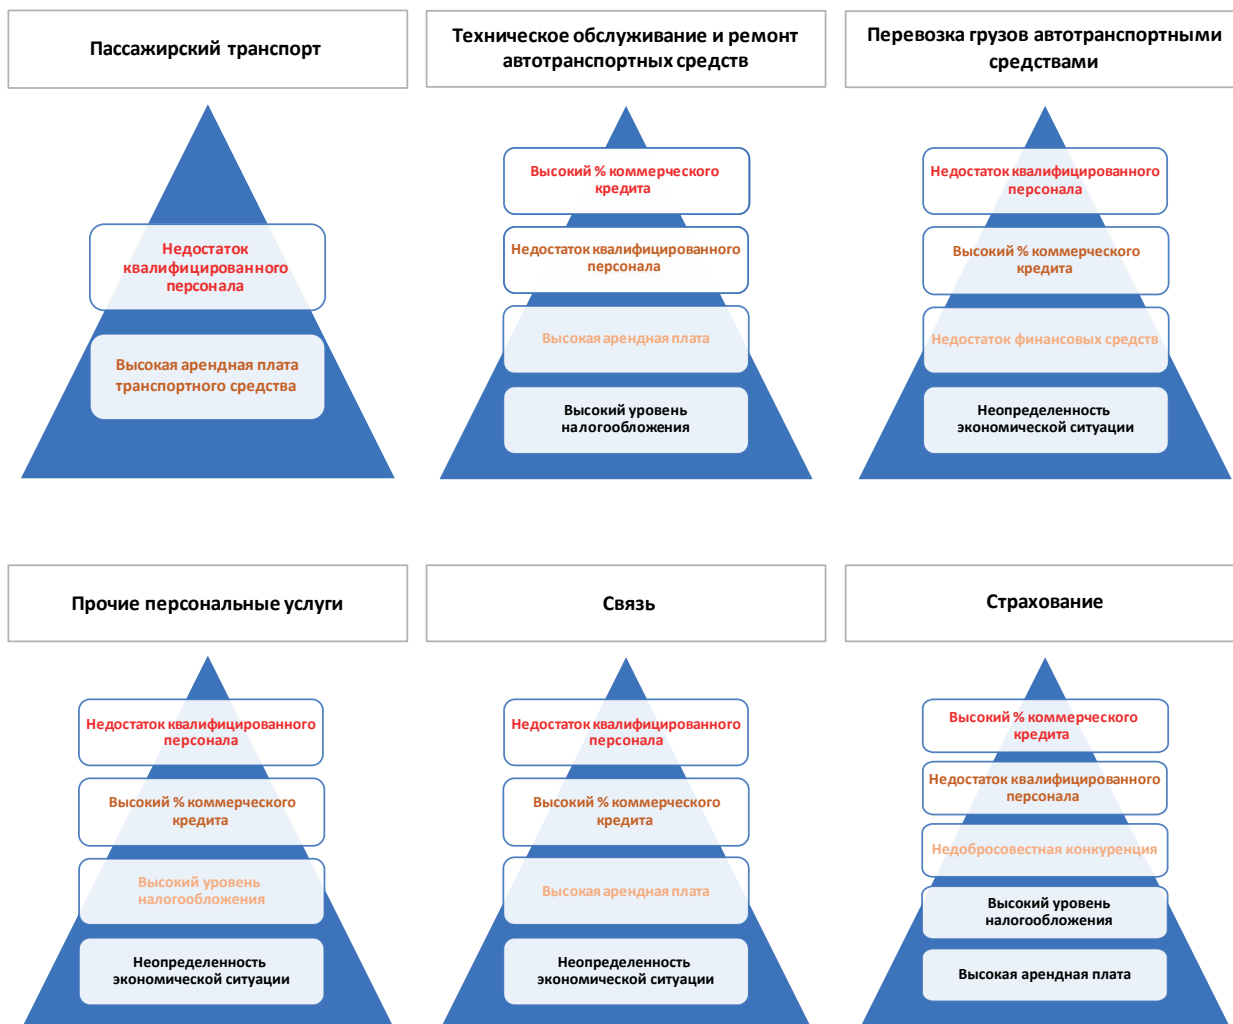 Пассажирский транспорт
Недостаток
квалифицированного
персонала
Высокая арендная плата
транспортного средства
Техническое обслуживание и ремонт
автотранспортных средств
Высокий % коммерческого
кредита
Недостаток квалифицированного
персонала
Высокая арендная плата
Высокий уровень
налогообложения
Перевозка грузов автотранспортными
средствами
Недостаток квалифицированного
персонала
Высокий % коммерческого
кредита
Недостаток финансовых средств
Неопределенность
экономической ситуации
Прочие персональные услуги
Недостаток квалифицированного
персонала
Высокий % коммерческого
кредита
Высокий уровень
налогообложения
Неопределенность
экономической ситуации
Связь
Недостаток квалифицированного
персонала
Высокий % коммерческого
кредита
Высокая арендная плата
Неопределенность
экономической ситуации
Страхование
Высокий % коммерческого
кредита
Недостаток квалифицированного
персонала
Недобросовестная конкуренция
Высокий уровень
налогообложения
Высокая арендная плата